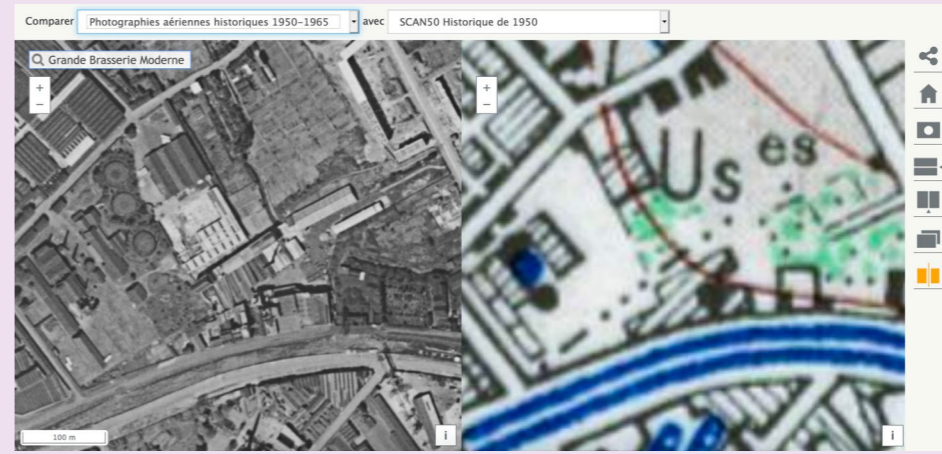 Comparer Photographies aériennes historiques 1950-1965 avec SCAN50 Historique de 1950
Grande Brasserie Moderne
+
−
+
−
Us es
100 m
i
i